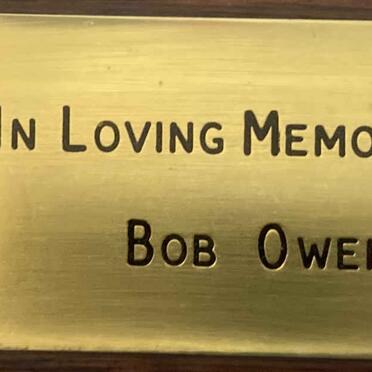 In Loving Memo
Bob Owe